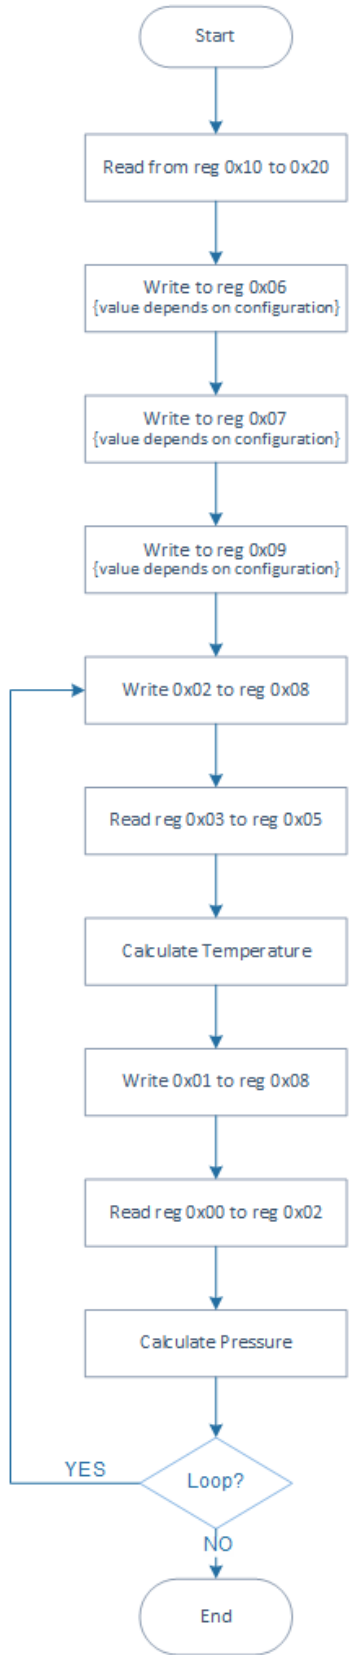 Start
Read from reg 0x10 to 0x20
Write to reg 0x06
{value depends on configuration}
Write to reg 0x07
{value depends on configuration}
Write to reg 0x09
{value depends on configuration}
Write 0x02 to reg 0x08
Read reg 0x03 to reg 0x05
Calculate Temperature
Write 0x01 to reg 0x08
Read reg 0x00 to reg 0x02
Calculate Pressure
YES
Loop?
NO
End